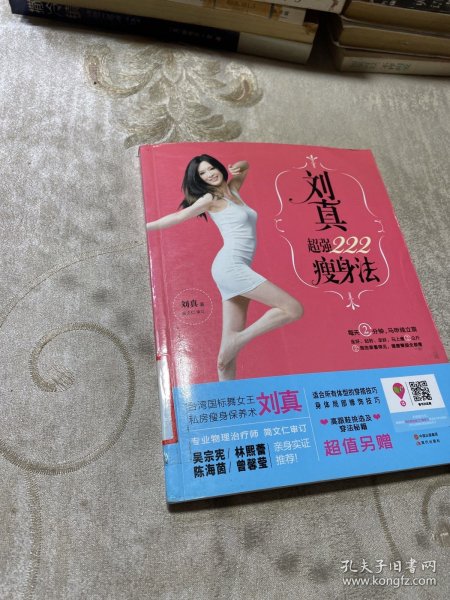 刘真
超强222
瘦身法
刘真 著
每天2分钟，马甲线立现
台湾国标舞女王
私房瘦身保养术
刘真
专业物理治疗师 简文仁审订
吴宗宪/林熙蕾
陈海茵/曾馨莹
亲身实证
推荐！
适合所有体型的穿搭技巧
身体局部修饰技巧
高跟鞋挑选及
穿法秘籍
超值另赠
孔夫子旧书网
www.kongfz.com